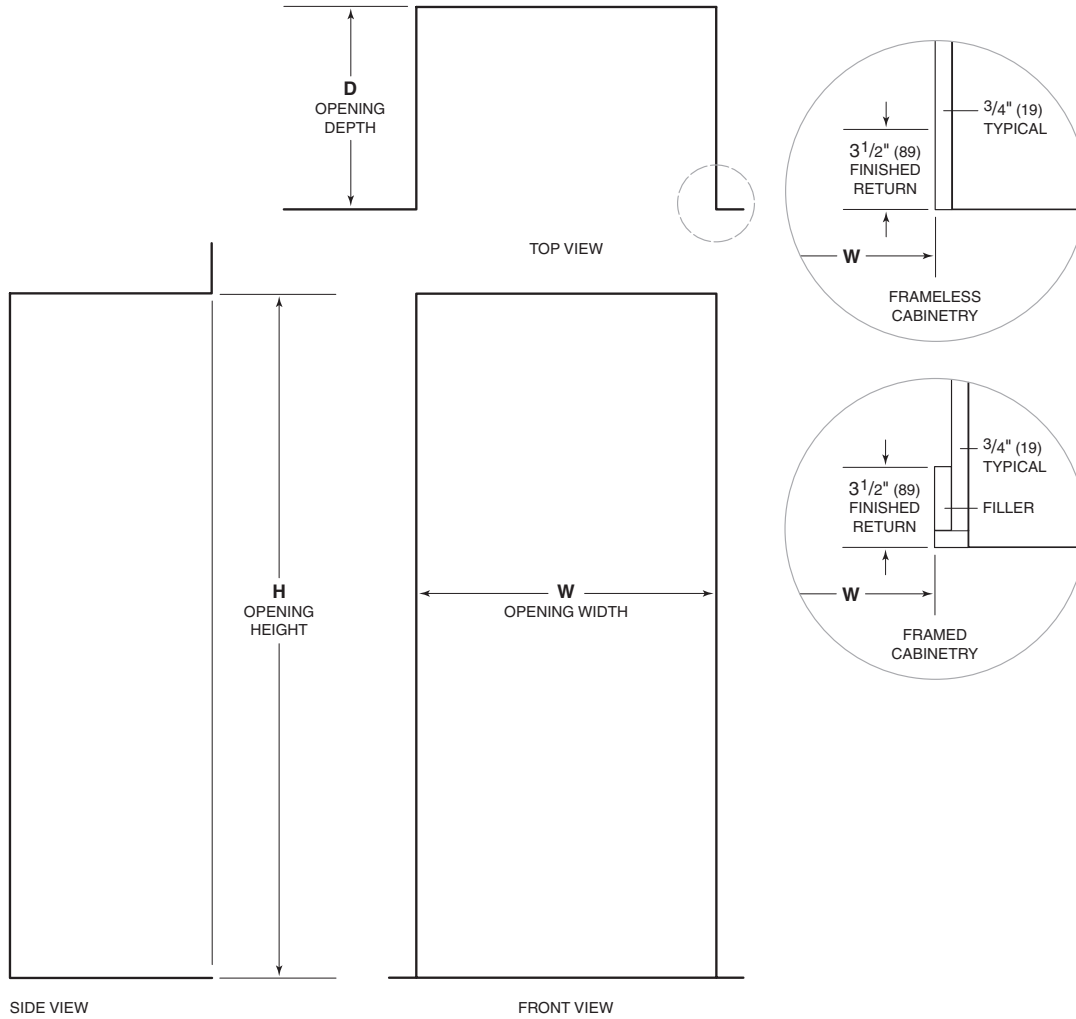 D
OPENING
DEPTH
TOP VIEW
3/4" (19)
TYPICAL
3 1/2" (89)
FINISHED
RETURN
W
FRAMELESS
CABINETRY
3/4" (19)
TYPICAL
3 1/2" (89)
FINISHED
RETURN
FILLER
W
FRAMED
CABINETRY
H
OPENING
HEIGHT
W
OPENING WIDTH
SIDE VIEW
FRONT VIEW